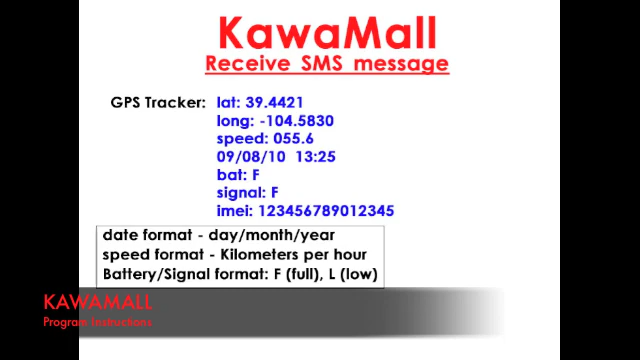 KawaMall
Receive SMS message
GPS Tracker: lat: 39.4421
long: -104.5830
speed: 055.6
09/08/10 13:25
bat: F
signal: F
imei: 123456789012345
date format - day/month/year
speed format - Kilometers per hour
Battery/Signal format: F (full), L (low)
KAWAMALL
Program Instructions